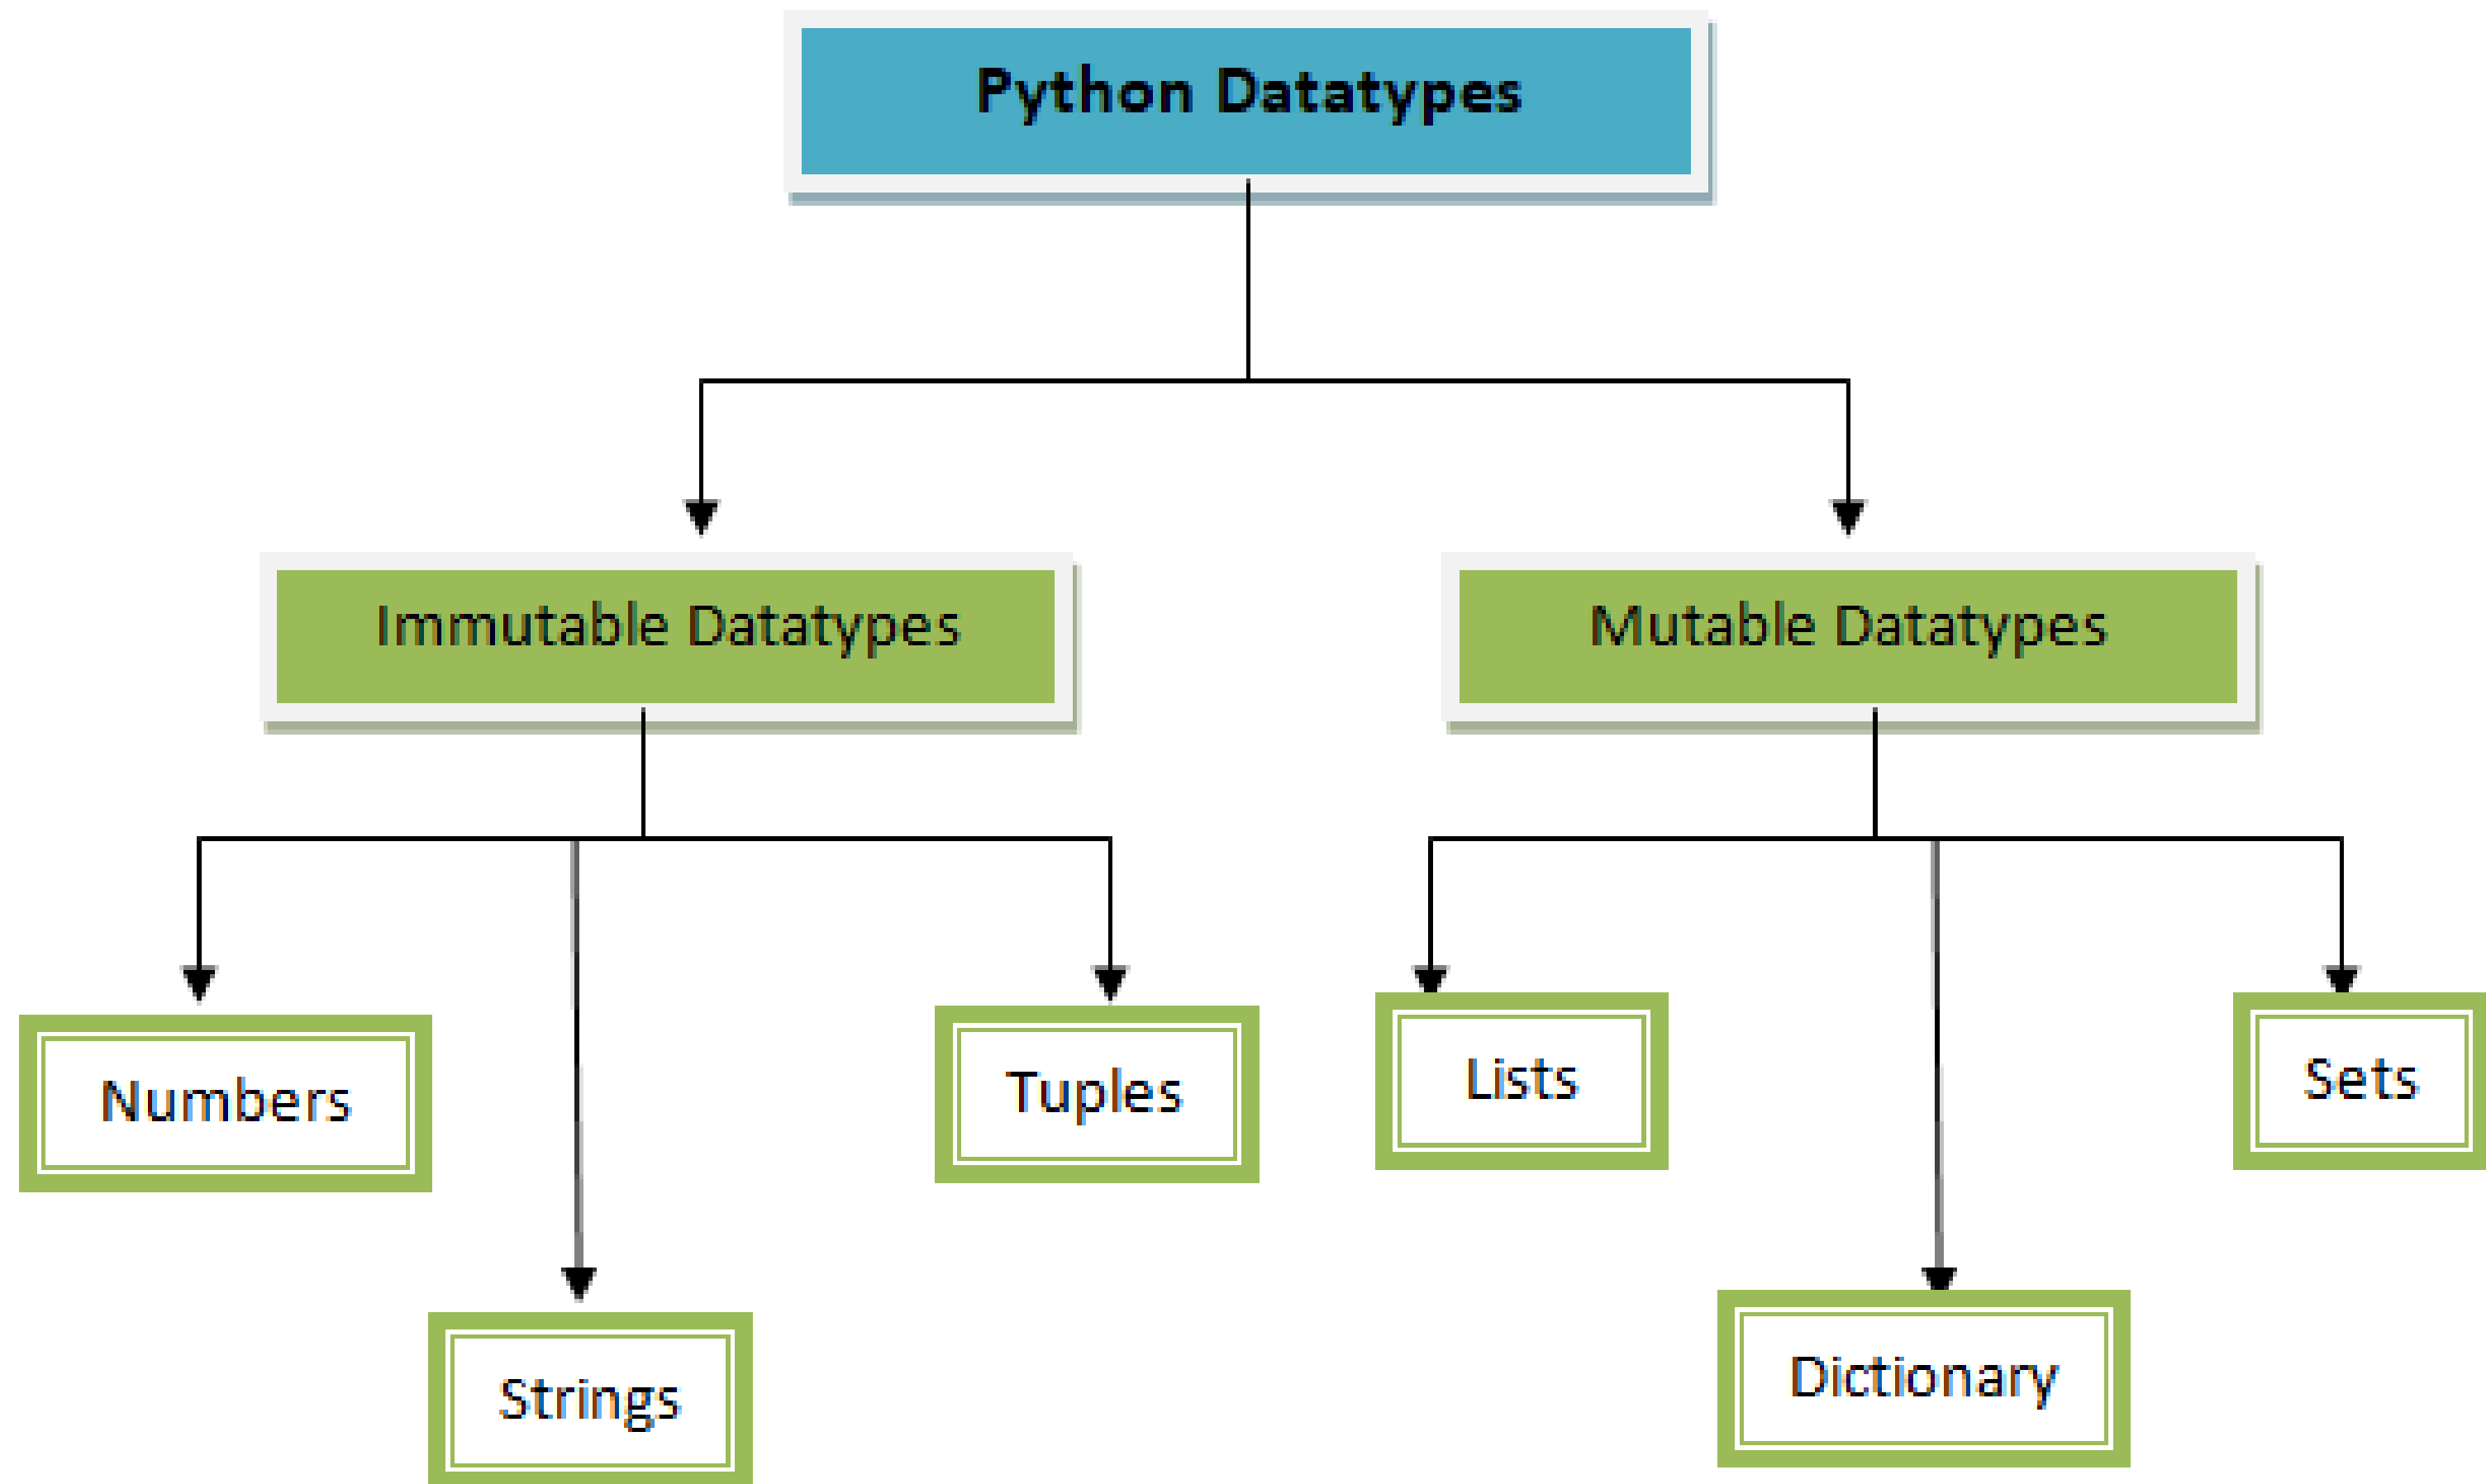 Python Datatypes
Immutable Datatypes
Mutable Datatypes
Numbers
Tuples
Lists
Sets
Strings
Dictionary